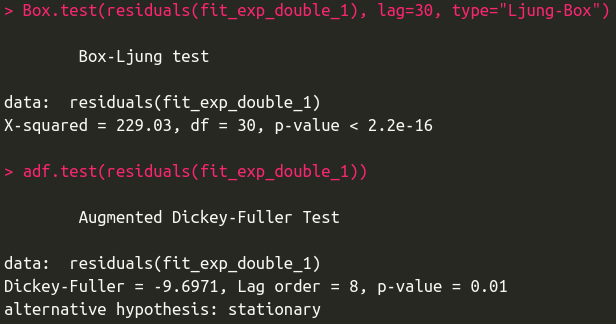 > Box.test(residuals(fit_exp_double_1), lag=30, type="Ljung-Box")
Box-Ljung test
data:  residuals(fit_exp_double_1)
X-squared = 229.03, df = 30, p-value < 2.2e-16
> adf.test(residuals(fit_exp_double_1))
Augmented Dickey-Fuller Test
data:  residuals(fit_exp_double_1)
Dickey-Fuller = -9.6971, Lag order = 8, p-value = 0.01
alternative hypothesis: stationary